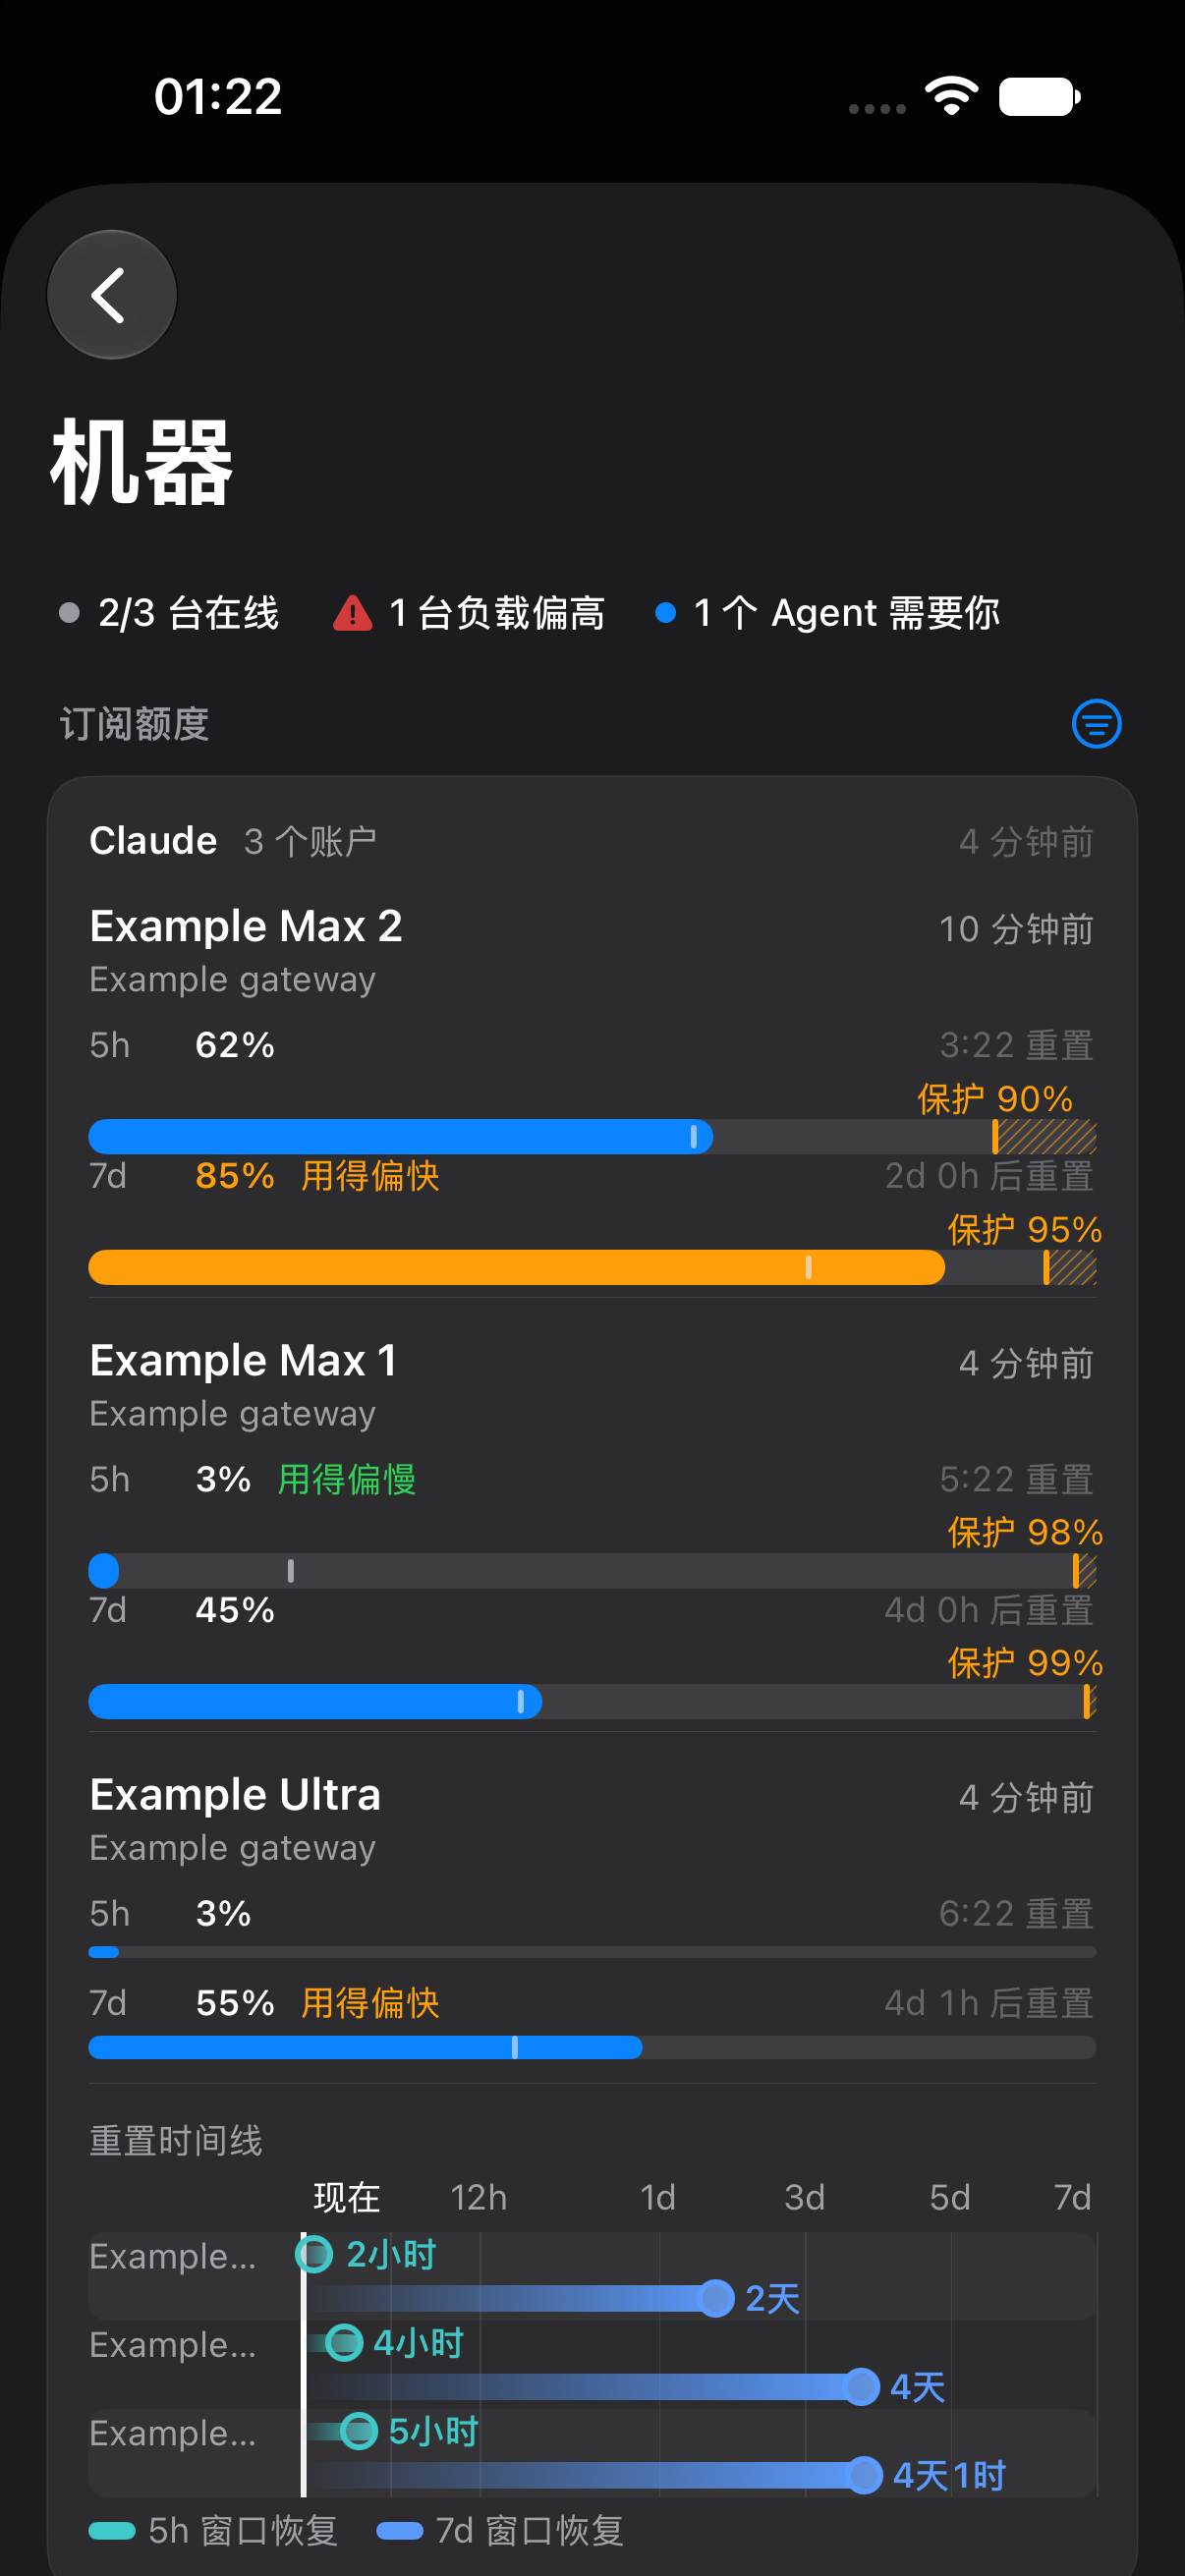 01:22
机器
2/3 台在线 1 台负载偏高 1 个 Agent 需要你
订阅额度
Claude 3 个账户 4 分钟前
Example Max 2 10 分钟前
Example gateway
5h 62% 3:22 重置
保护 90%
7d 85% 用得偏快 2d 0h 后重置
保护 95%
Example Max 1 4 分钟前
Example gateway
5h 3% 用得偏慢 5:22 重置
保护 98%
7d 45% 4d 0h 后重置
保护 99%
Example Ultra 4 分钟前
Example gateway
5h 3% 6:22 重置
7d 55% 用得偏快 4d 1h 后重置
重置时间线
现在 12h 1d 3d 5d 7d
Example... 2小时
2天
Example... 4小时
4天
Example... 5小时
4天1时
5h 窗口恢复 7d 窗口恢复